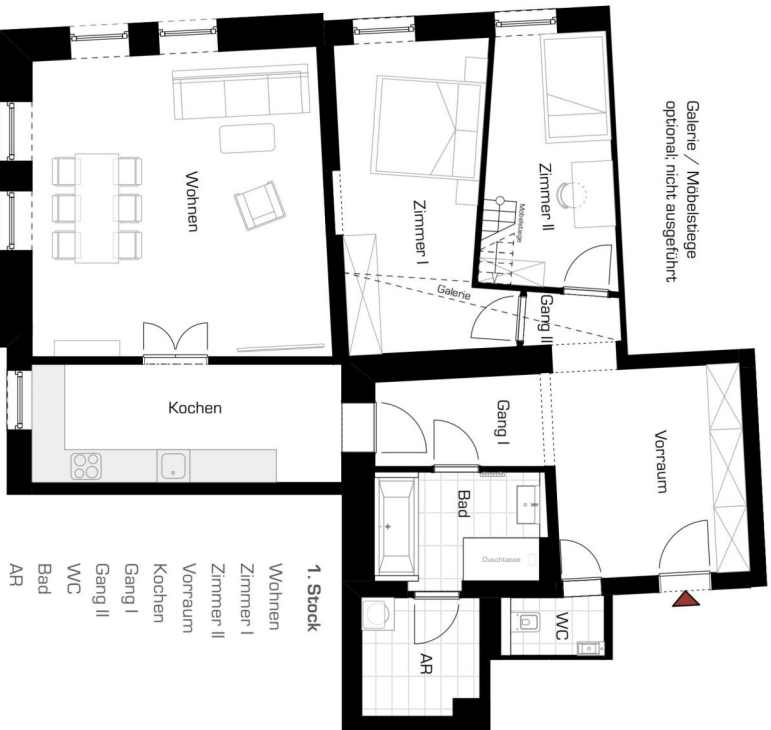 Galerie / Möbelstiege
optional; nicht ausgeführt
Zimmer II
Möbelstiege
Zimmer I
Galerie
Wohnen
Gang II
Kochen
Gang I
Vorraum
Bad
Duschtasse
WC
AR
1. Stock
Wohnen
Zimmer I
Zimmer II
Vorraum
Kochen
Gang I
Gang II
WC
Bad
AR